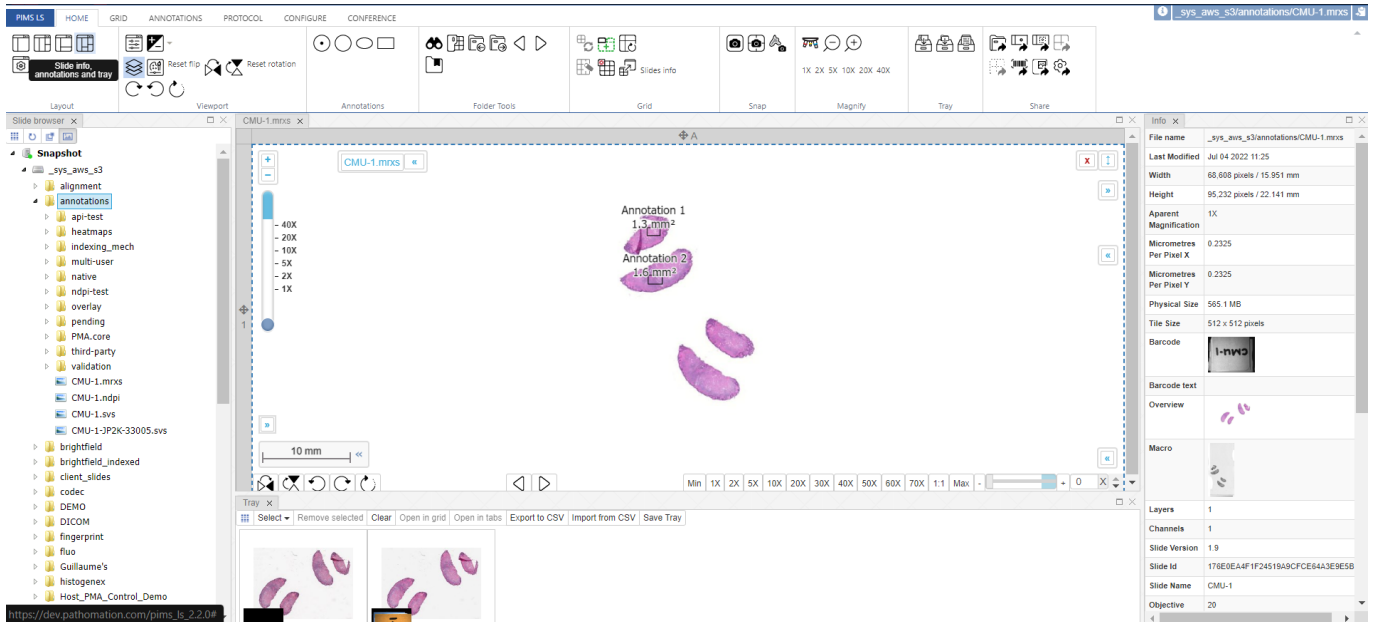 PIMS LS HOME GRID ANNOTATIONS PROTOCOL CONFIGURE CONFERENCE
_sys_aws_s3/annotations/CMU-1.mrxs
Slide info, annotations and tray
Reset flip
Reset rotation
Slides info
1X 2X 5X 10X 20X 40X
Layout
Viewport
Annotations
Folder Tools
Grid
Snap
Magnify
Tray
Share
Slide browser x
Snapshot
_sys_aws_s3
alignment
annotations
api-test
heatmaps
indexing_mech
multi-user
native
ndpi-test
overlay
pending
PMA.core
third-party
validation
CMU-1.mrxs
CMU-1.ndpi
CMU-1.svs
CMU-1-JP2K-33005.svs
brightfield
brightfield_indexed
client_slides
codec
DEMO
DICOM
fingerprint
fluo
Guillaume's
histogenex
Host_PMA_Control_Demo
https://dev.pathomation.com/pims_ls_2.2.0#
CMU-1.mrxs x
A
1
+
−
CMU-1.mrxs «
x
»
«
- 40X
- 20X
- 10X
- 5X
- 2X
- 1X
Annotation 1
1.3 mm²
Annotation 2
1.6 mm²
»
10 mm «
«
Min 1X 2X 5X 10X 20X 30X 40X 50X 60X 70X 1:1 Max - + 0 X
Tray x
Select Remove selected Clear Open in grid Open in tabs Export to CSV Import from CSV Save Tray
Info x
File name _sys_aws_s3/annotations/CMU-1.mrxs
Last Modified Jul 04 2022 11:25
Width 68,608 pixels / 15.951 mm
Height 95,232 pixels / 22.141 mm
Aparent Magnification 1X
Micrometres Per Pixel X 0.2325
Micrometres Per Pixel Y 0.2325
Physical Size 565.1 MB
Tile Size 512 x 512 pixels
Barcode CMU-1
Barcode text
Overview
Macro
Layers 1
Channels 1
Slide Version 1.9
Slide Id 176E0EA4F1F24519A9CFCE64A3E9E5B
Slide Name CMU-1
Objective 20